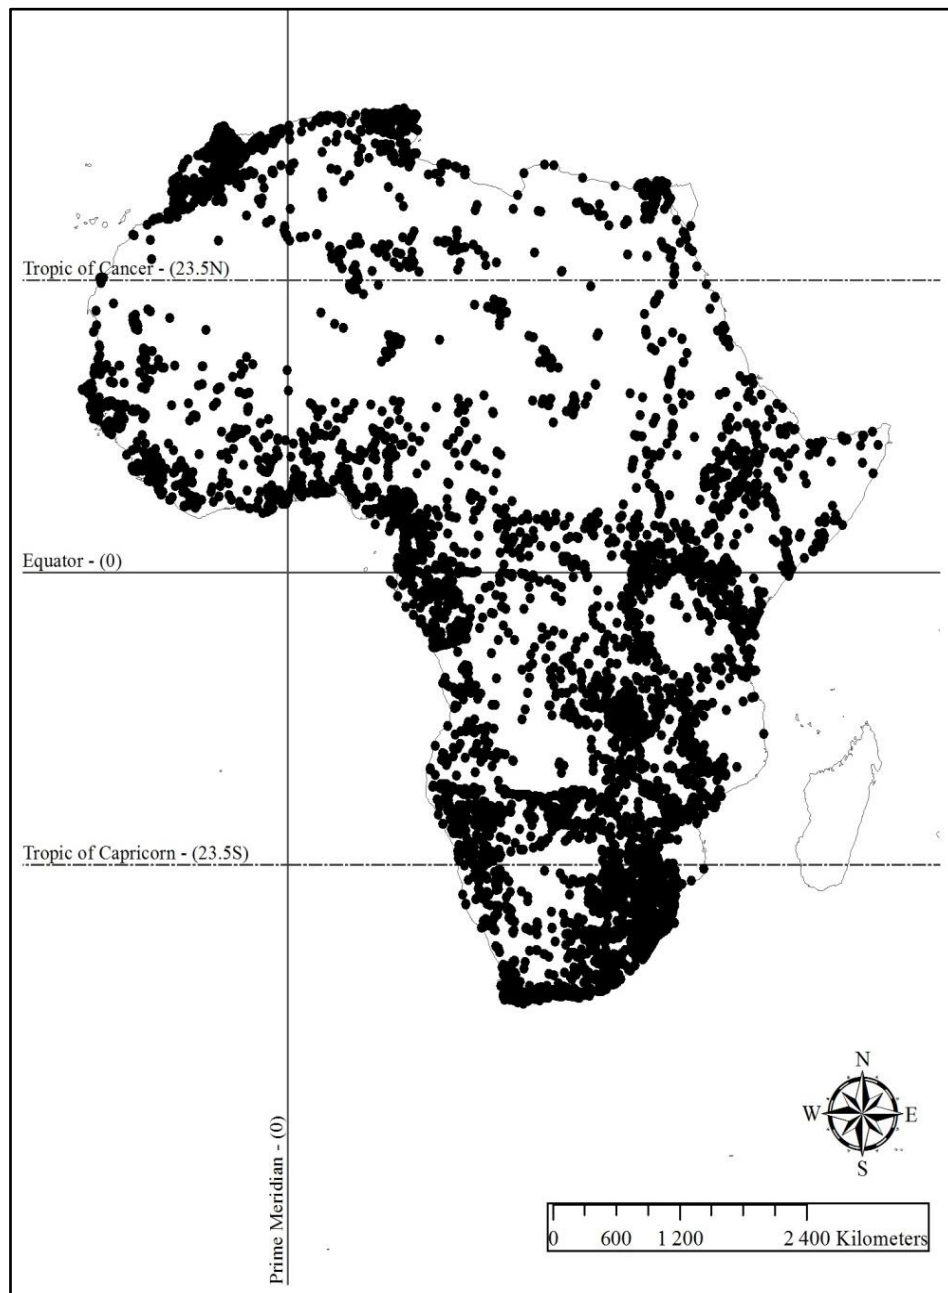 Tropic of Cancer - (23.5N)
Equator - (0)
Tropic of Capricorn - (23.5S)
Prime Meridian - (0)
N
W E
S
0 600 1 200 2 400 Kilometers